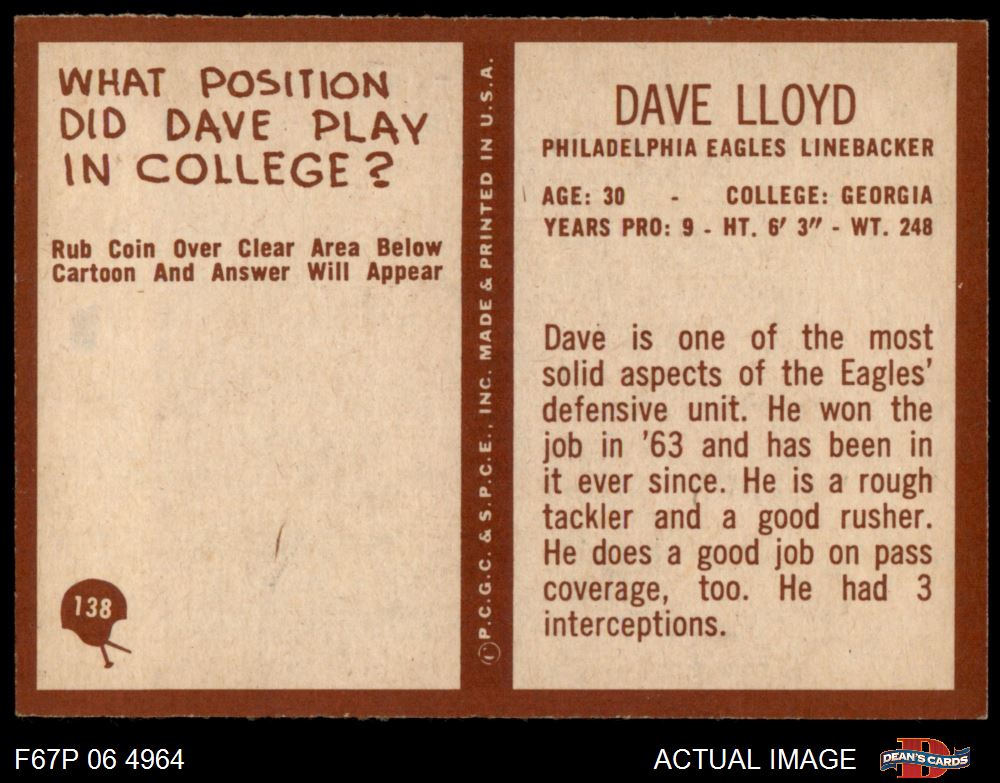 WHAT POSITION
DID DAVE PLAY
IN COLLEGE?
Rub Coin Over Clear Area Below
Cartoon And Answer Will Appear
138
©P.C.G.C. & S.P.C.E., INC. MADE & PRINTED IN U.S.A.
DAVE LLOYD
PHILADELPHIA EAGLES LINEBACKER
AGE: 30 - COLLEGE: GEORGIA
YEARS PRO: 9 - HT. 6' 3" - WT. 248
Dave is one of the most
solid aspects of the Eagles'
defensive unit. He won the
job in '63 and has been in
it ever since. He is a rough
tackler and a good rusher.
He does a good job on pass
coverage, too. He had 3
interceptions.
F67P 06 4964
ACTUAL IMAGE
DEAN'S CARDS